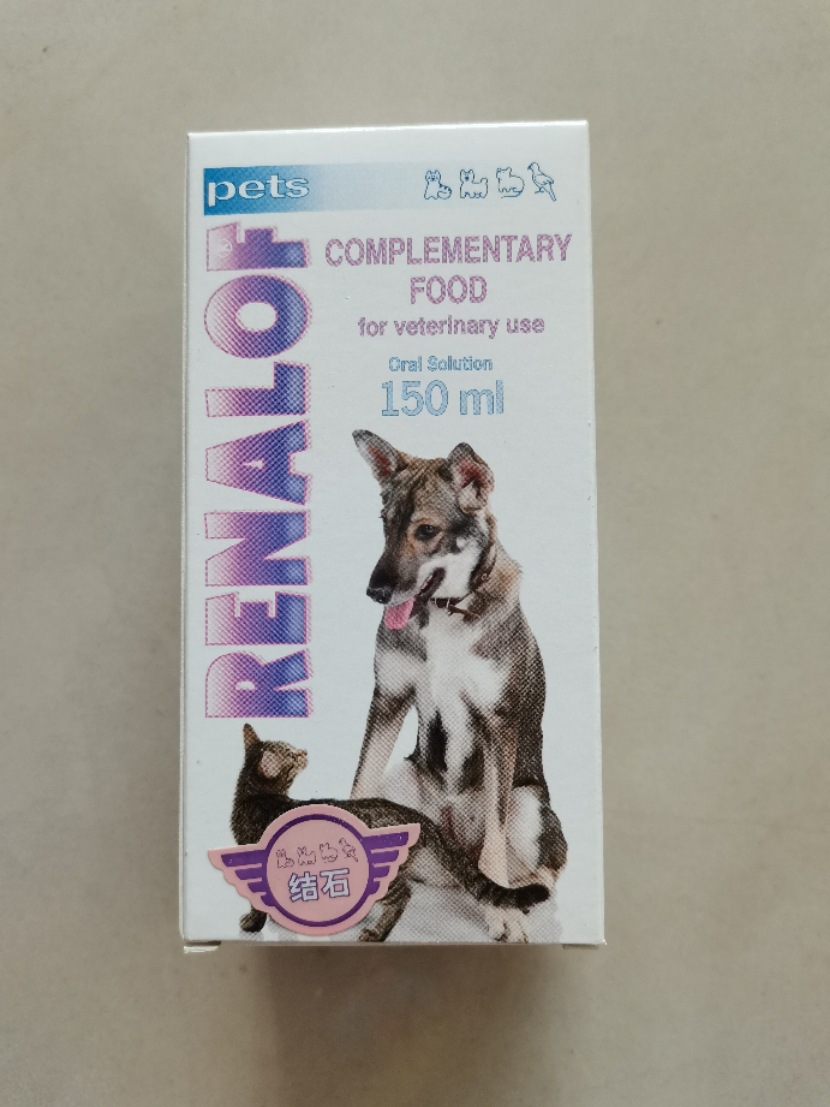 pets
RENALOF
COMPLEMENTARY
FOOD
for veterinary use
Oral Solution
150 ml
结石